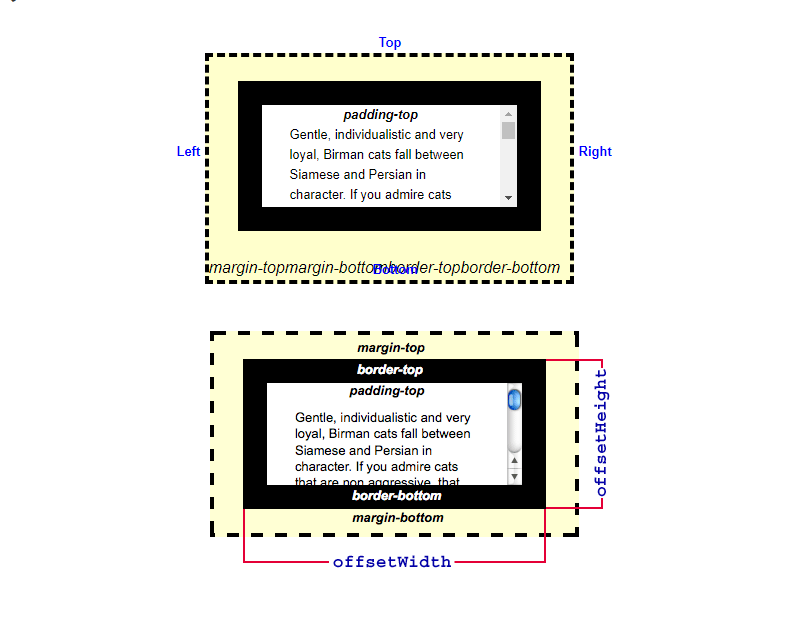 Top
padding-top
Gentle, individualistic and very
loyal, Birman cats fall between
Siamese and Persian in
character. If you admire cats
Left
Right
margin-topmargin-bottomborder-topborder-bottom
Bottom
margin-top
border-top
padding-top
Gentle, individualistic and very
loyal, Birman cats fall between
Siamese and Persian in
character. If you admire cats
that are non aggressive, that
border-bottom
margin-bottom
offsetHeight
offsetWidth